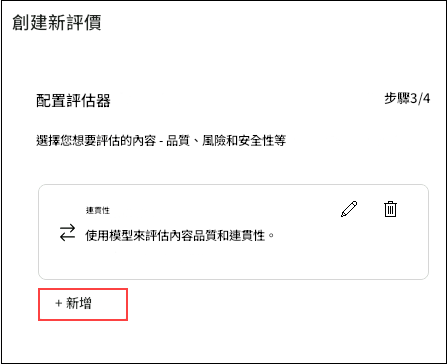 創建新評價
配置評估器
步驟3/4
選擇您想要評估的內容 - 品質、風險和安全性等
連貫性
使用模型來評估內容品質和連貫性。
+ 新增